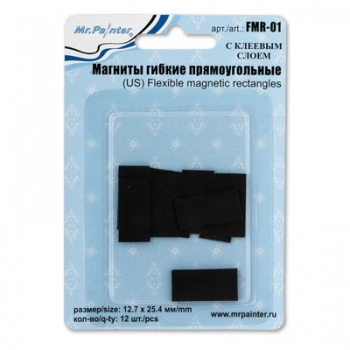 Mr.Painter
арт./art.: FMR-01
С КЛЕЕВЫМ
СЛОЕМ
Магниты гибкие прямоугольные
(US) Flexible magnetic rectangles
размер/size: 12.7 x 25.4 мм/mm
кол-во/q-ty: 12 шт./pcs
www.mrpainter.ru